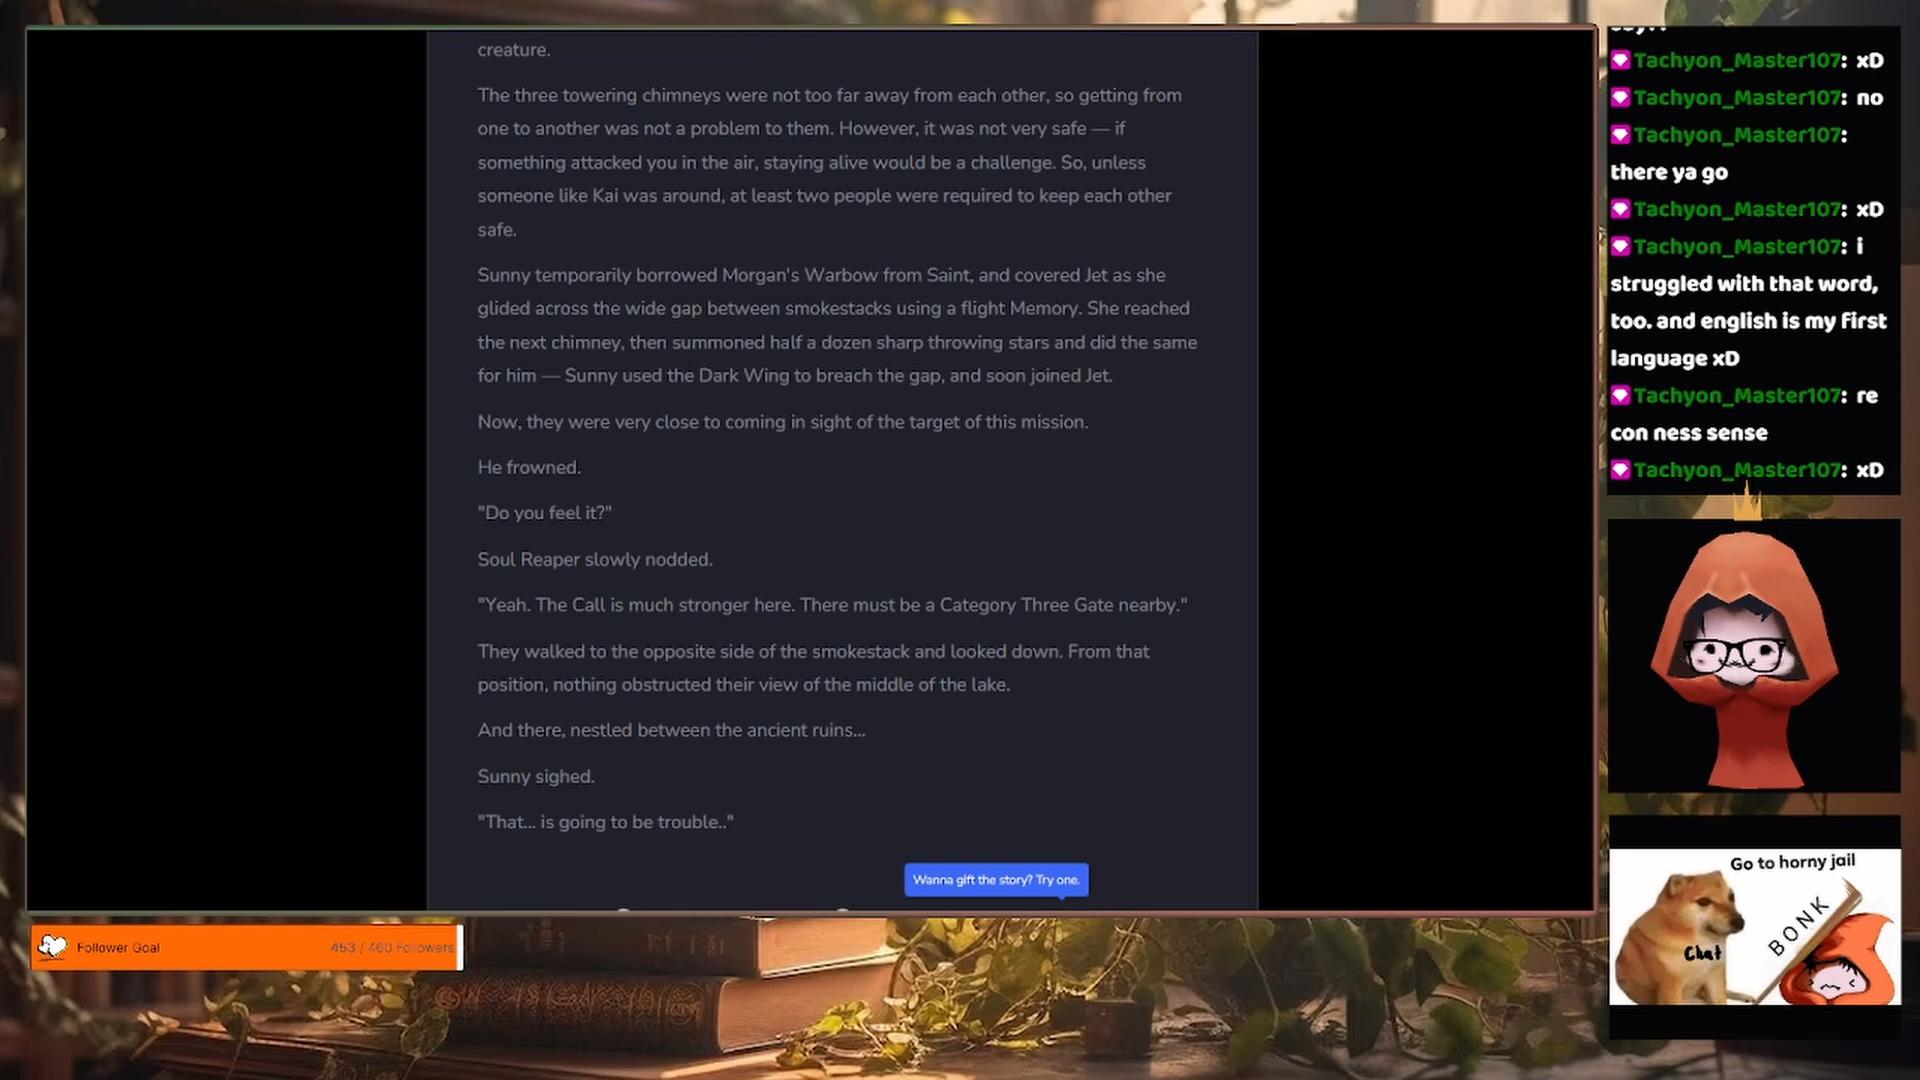 creature.
The three towering chimneys were not too far away from each other, so getting from
one to another was not a problem to them. However, it was not very safe — if
something attacked you in the air, staying alive would be a challenge. So, unless
someone like Kai was around, at least two people were required to keep each other
safe.
Sunny temporarily borrowed Morgan's Warbow from Saint, and covered Jet as she
glided across the wide gap between smokestacks using a flight Memory. She reached
the next chimney, then summoned half a dozen sharp throwing stars and did the same
for him — Sunny used the Dark Wing to breach the gap, and soon joined Jet.
Now, they were very close to coming in sight of the target of this mission.
He frowned.
"Do you feel it?"
Soul Reaper slowly nodded.
"Yeah. The Call is much stronger here. There must be a Category Three Gate nearby."
They walked to the opposite side of the smokestack and looked down. From that
position, nothing obstructed their view of the middle of the lake.
And there, nestled between the ancient ruins...
Sunny sighed.
"That... is going to be trouble.."
Wanna gift the story? Try one.
Follower Goal
453 / 460 Followers
Tachyon_Master107: xD
Tachyon_Master107: no
Tachyon_Master107:
there ya go
Tachyon_Master107: xD
Tachyon_Master107: i
struggled with that word,
too. and english is my first
language xD
Tachyon_Master107: re
con ness sense
Tachyon_Master107: xD
Go to horny jail
BONK
Chat